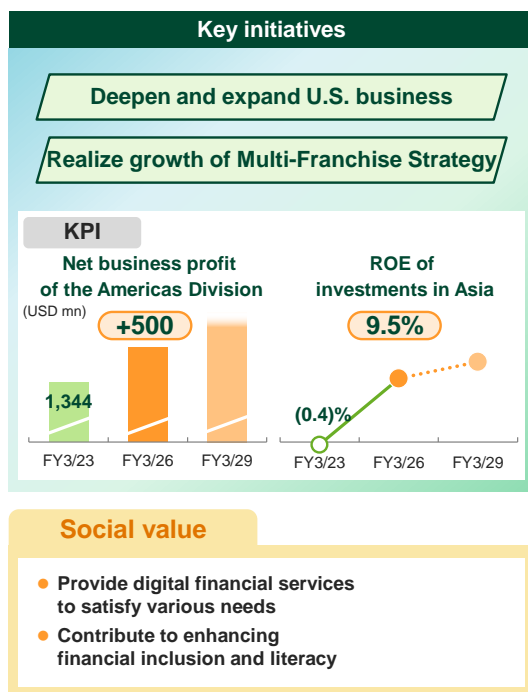 Key initiatives
Deepen and expand U.S. business
Realize growth of Multi-Franchise Strategy
KPI
Net business profit
of the Americas Division
(USD mn)
+500
1,344
FY3/23
FY3/26
FY3/29
ROE of
investments in Asia
9.5%
(0.4)%
FY3/23
FY3/26
FY3/29
Social value
Provide digital financial services
to satisfy various needs
Contribute to enhancing
financial inclusion and literacy